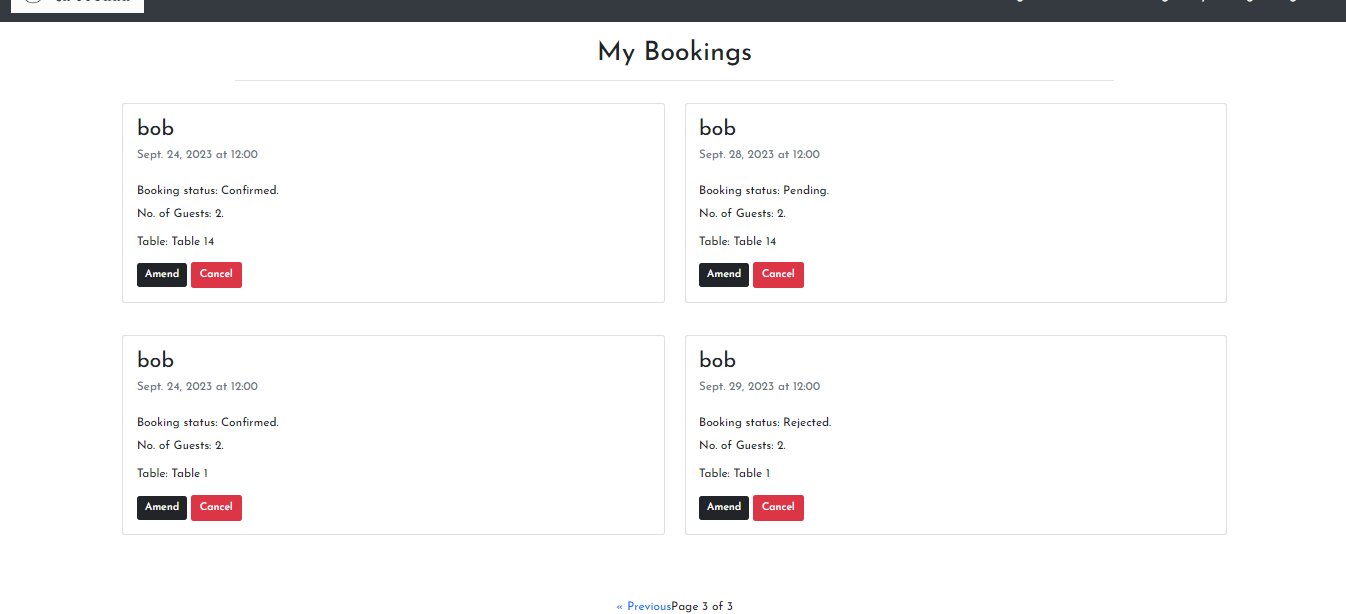 My Bookings
bob
Sept. 24, 2023 at 12:00
Booking status: Confirmed.
No. of Guests: 2.
Table: Table 14
Amend Cancel
bob
Sept. 28, 2023 at 12:00
Booking status: Pending.
No. of Guests: 2.
Table: Table 14
Amend Cancel
bob
Sept. 24, 2023 at 12:00
Booking status: Confirmed.
No. of Guests: 2.
Table: Table 1
Amend Cancel
bob
Sept. 29, 2023 at 12:00
Booking status: Rejected.
No. of Guests: 2.
Table: Table 1
Amend Cancel
« PreviousPage 3 of 3